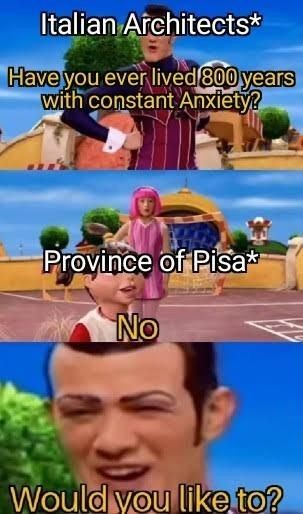 Italian Architects*
Have you ever lived 800 years
with constant Anxiety?
Province of Pisa*
No
Would you like to?